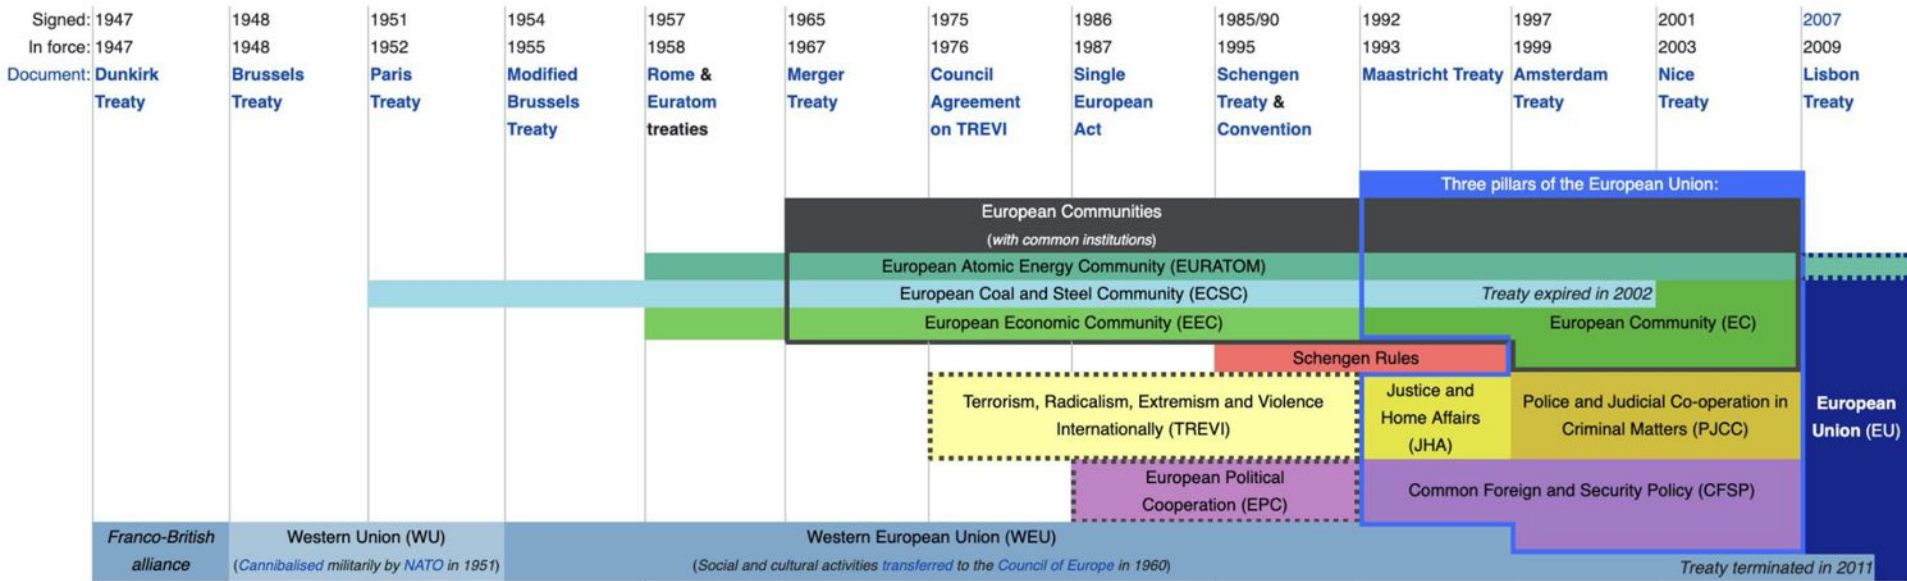 Signed: 1947 1948 1951 1954 1957 1965 1975 1986 1985/90 1992 1997 2001 2007
In force: 1947 1948 1952 1955 1958 1967 1976 1987 1995 1993 1999 2003 2009
Document: Dunkirk Brussels Paris Modified Rome & Merger Council Single Schengen Maastricht Treaty Amsterdam Nice Lisbon
Treaty Treaty Treaty Brussels Euratom Treaty Agreement European Treaty & Treaty Treaty Treaty
Treaty treaties on TREVI Act Convention
Three pillars of the European Union:
European Communities
(with common institutions)
European Atomic Energy Community (EURATOM)
European Coal and Steel Community (ECSC) Treaty expired in 2002
European Economic Community (EEC) European Community (EC)
Schengen Rules
Terrorism, Radicalism, Extremism and Violence
Internationally (TREVI)
Justice and
Home Affairs
(JHA)
Police and Judicial Co-operation in
Criminal Matters (PJCC)
European
Union (EU)
European Political
Cooperation (EPC)
Common Foreign and Security Policy (CFSP)
Franco-British
alliance
Western Union (WU)
(Cannibalised militarily by NATO in 1951)
Western European Union (WEU)
(Social and cultural activities transferred to the Council of Europe in 1960)
Treaty terminated in 2011